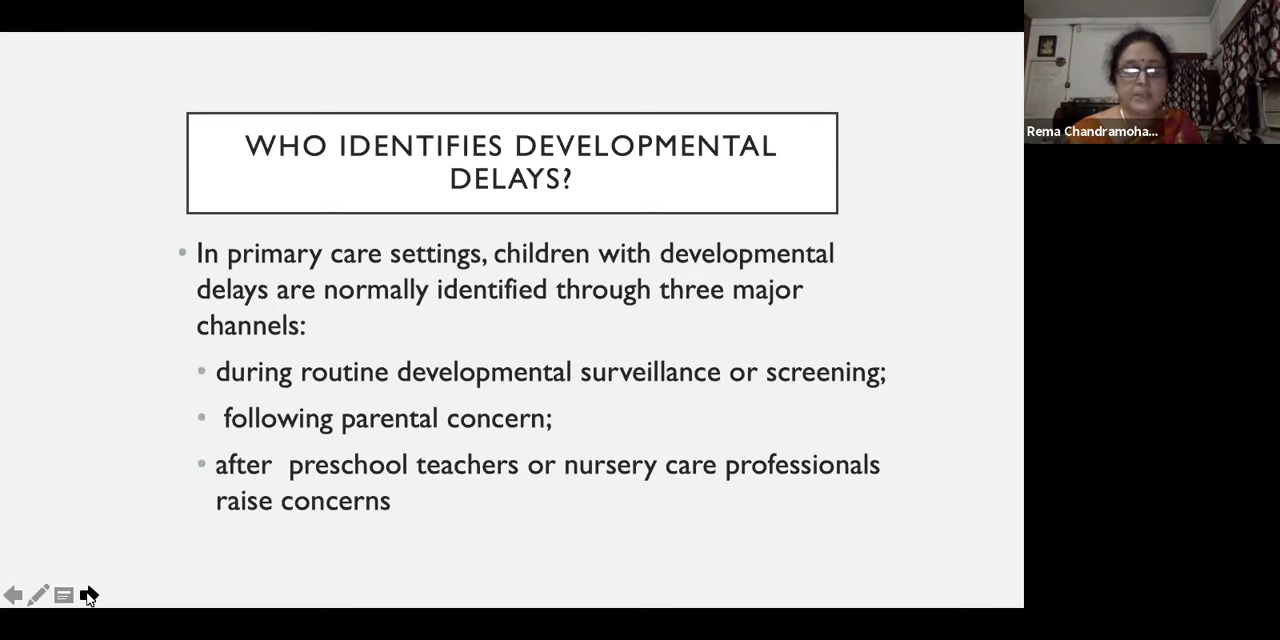 WHO IDENTIFIES DEVELOPMENTAL
DELAYS?
• In primary care settings, children with developmental
delays are normally identified through three major
channels:
• during routine developmental surveillance or screening;
• following parental concern;
• after preschool teachers or nursery care professionals
raise concerns
Rema Chandramoha...